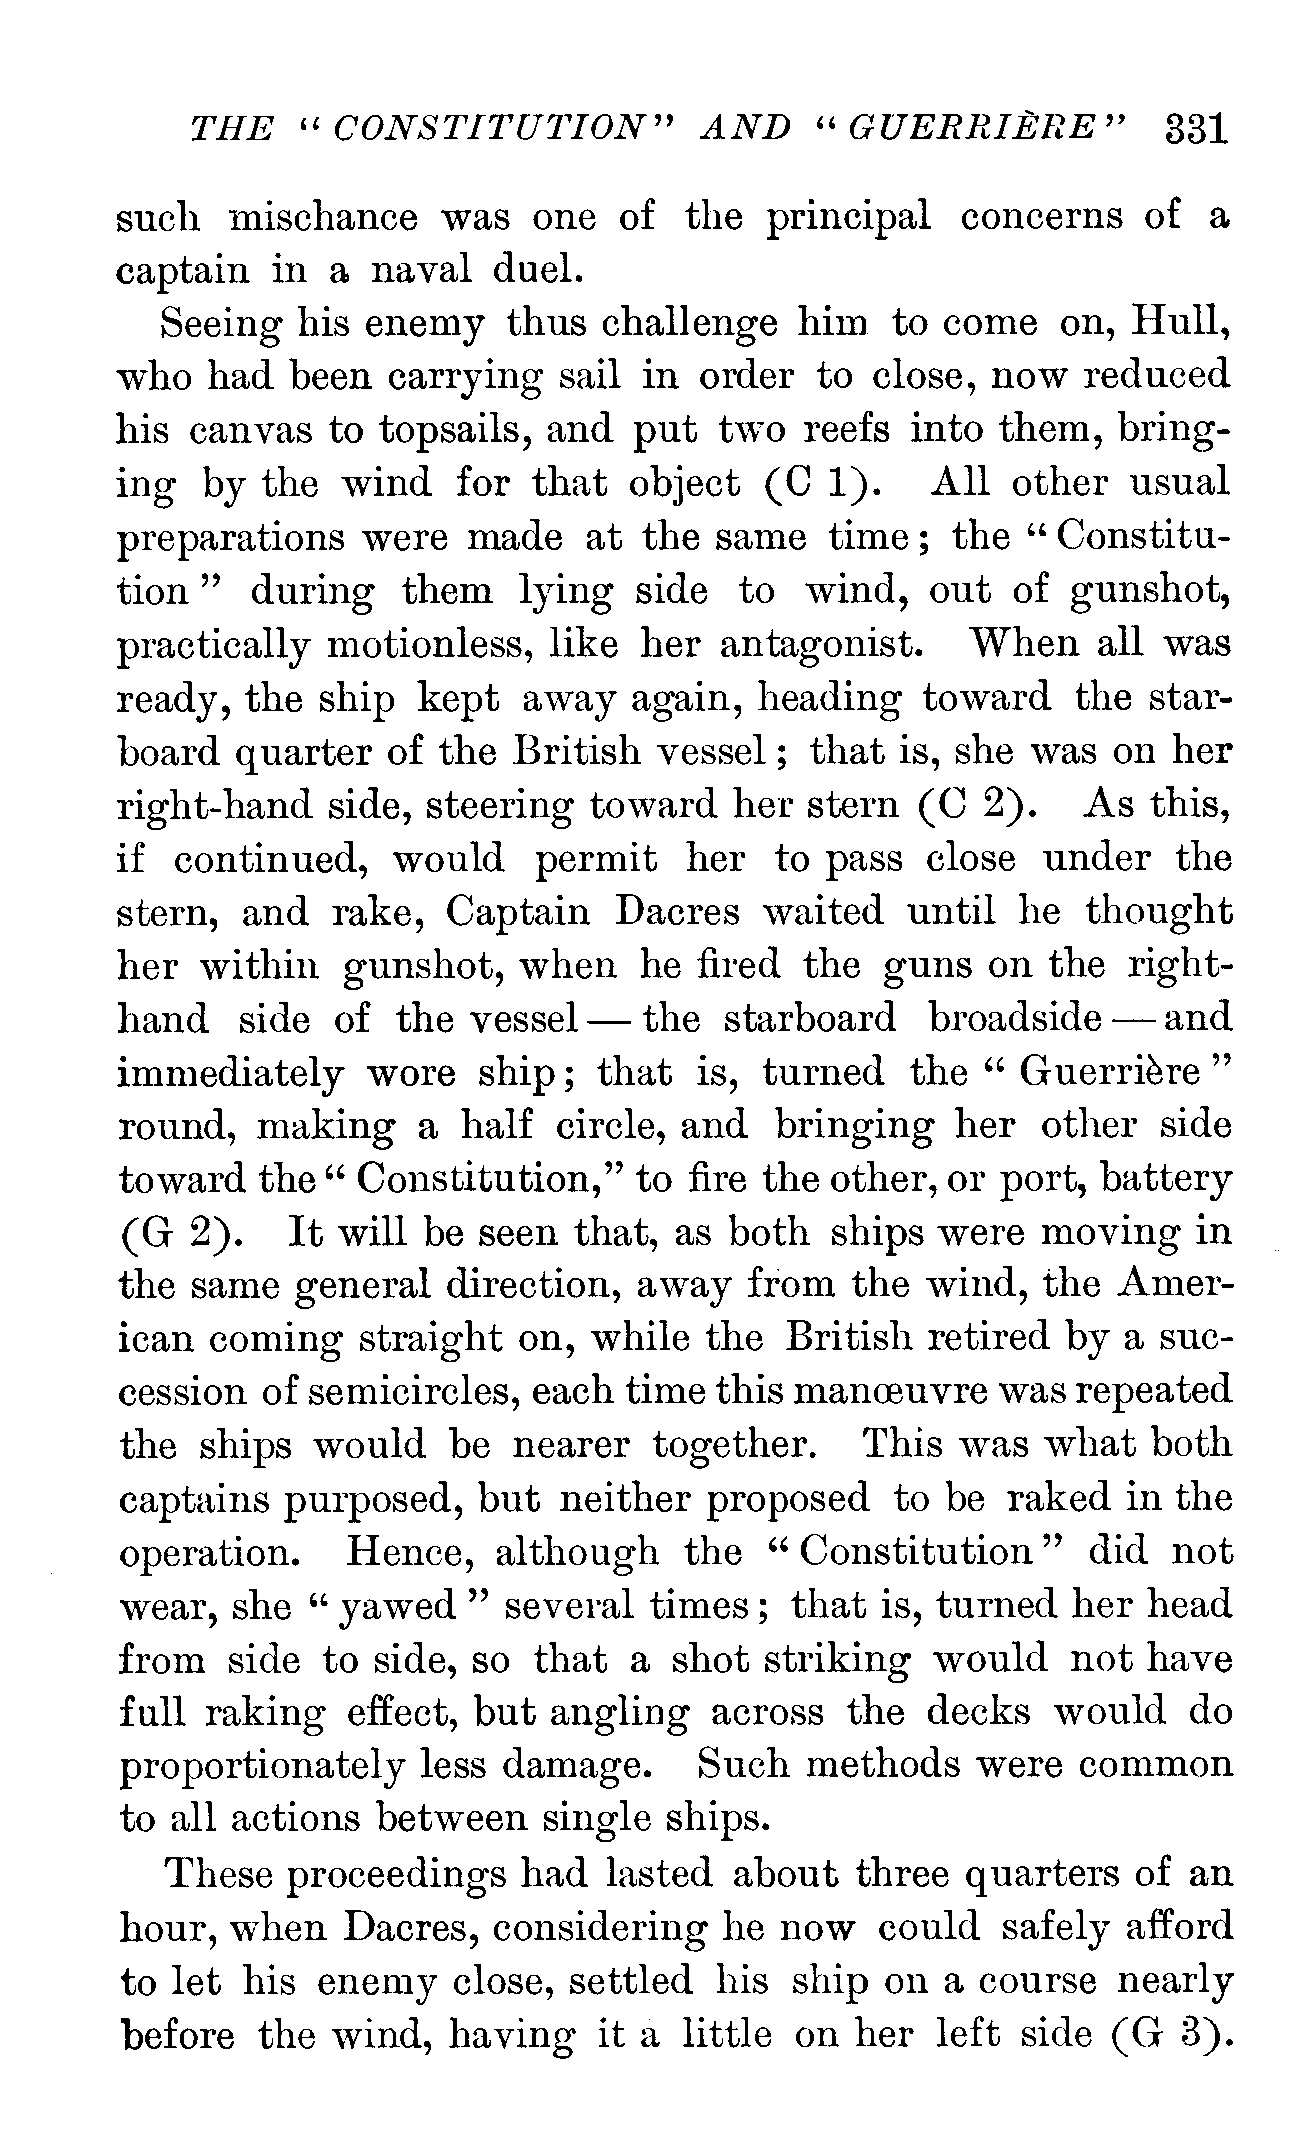 THE "CONSTITUTION" AND "GUERRIÈRE" 331
such mischance was one of the principal concerns of a
captain in a naval duel.
Seeing his enemy thus challenge him to come on, Hull,
who had been carrying sail in order to close, now reduced
his canvas to topsails, and put two reefs into them, bring-
ing by the wind for that object (C 1). All other usual
preparations were made at the same time; the "Constitu-
tion" during them lying side to wind, out of gunshot,
practically motionless, like her antagonist. When all was
ready, the ship kept away again, heading toward the star-
board quarter of the British vessel; that is, she was on her
right-hand side, steering toward her stern (C 2). As this,
if continued, would permit her to pass close under the
stern, and rake, Captain Dacres waited until he thought
her within gunshot, when he fired the guns on the right-
hand side of the vessel — the starboard broadside — and
immediately wore ship; that is, turned the "Guerrière"
round, making a half circle, and bringing her other side
toward the "Constitution," to fire the other, or port, battery
(G 2). It will be seen that, as both ships were moving in
the same general direction, away from the wind, the Amer-
ican coming straight on, while the British retired by a suc-
cession of semicircles, each time this manœuvre was repeated
the ships would be nearer together. This was what both
captains purposed, but neither proposed to be raked in the
operation. Hence, although the "Constitution" did not
wear, she "yawed" several times; that is, turned her head
from side to side, so that a shot striking would not have
full raking effect, but angling across the decks would do
proportionately less damage. Such methods were common
to all actions between single ships.
These proceedings had lasted about three quarters of an
hour, when Dacres, considering he now could safely afford
to let his enemy close, settled his ship on a course nearly
before the wind, having it a little on her left side (G 3).